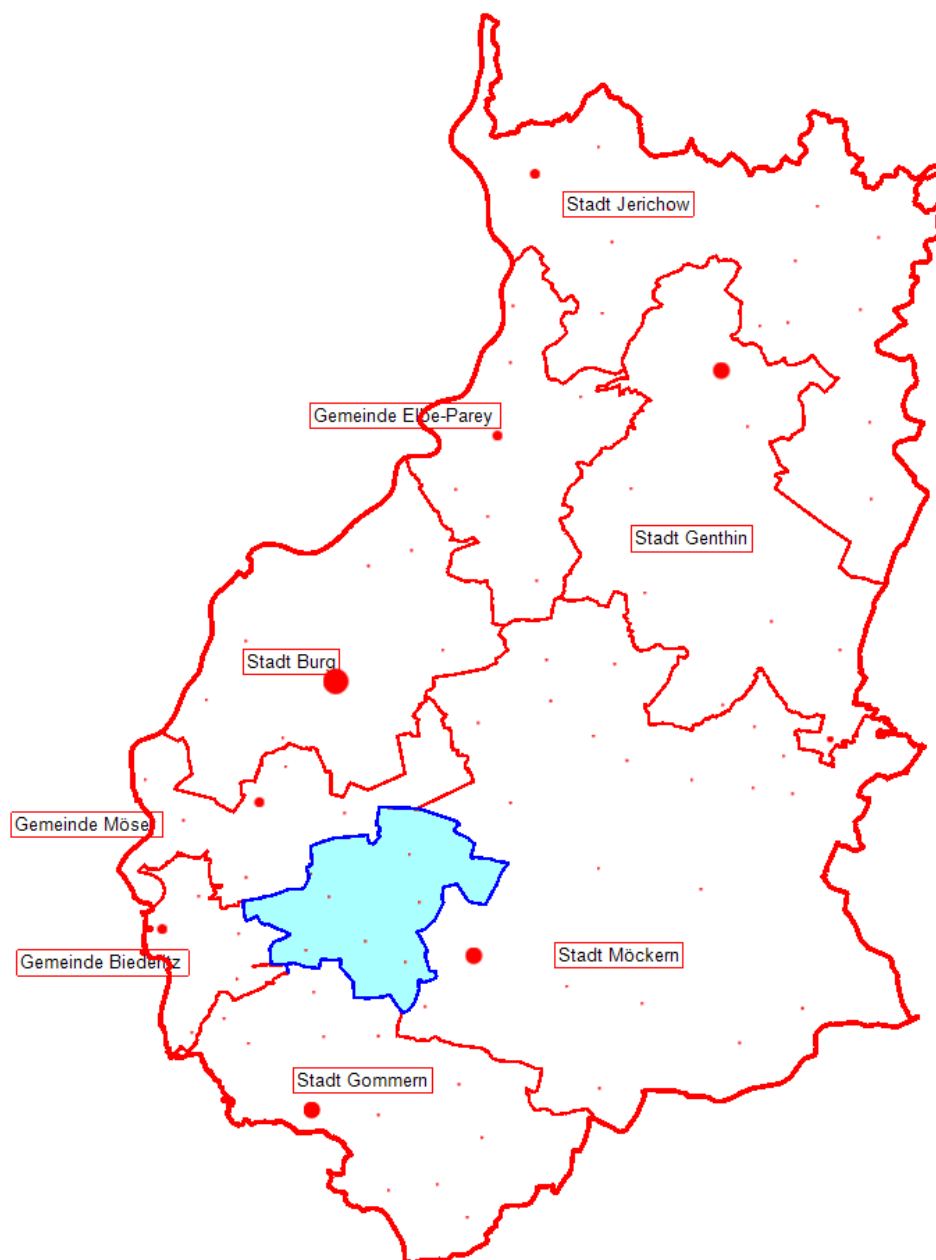 Stadt Jerichow
Gemeinde Elbe-Parey
Stadt Genthin
Stadt Burg
Gemeinde Möser
Stadt Möckern
Gemeinde Biederitz
Stadt Gommern